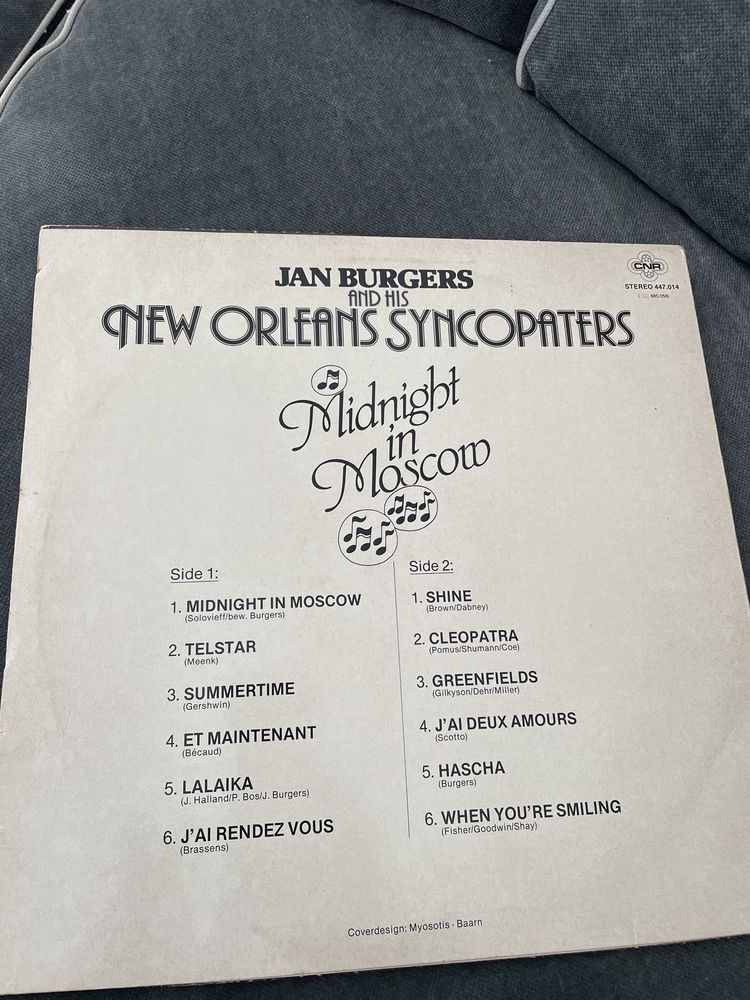 CNR
STEREO 447.014
JAN BURGERS
AND HIS
NEW ORLEANS SYNCOPATERS
Midnight
in
Moscow
Side 1:
1. MIDNIGHT IN MOSCOW
(Solovieff/bew. Burgers)
2. TELSTAR
(Meenk)
3. SUMMERTIME
(Gershwin)
4. ET MAINTENANT
(Bécaud)
5. LALAIKA
(J. Halland/P. Bos/J. Burgers)
6. J'AI RENDEZ VOUS
(Brassens)
Side 2:
1. SHINE
(Brown/Dabney)
2. CLEOPATRA
(Pomus/Shumann/Coe)
3. GREENFIELDS
(Gilkyson/Dehr/Miller)
4. J'AI DEUX AMOURS
(Scotto)
5. HASCHA
(Burgers)
6. WHEN YOU'RE SMILING
(Fisher/Goodwin/Shay)
Coverdesign: Myosotis - Baarn